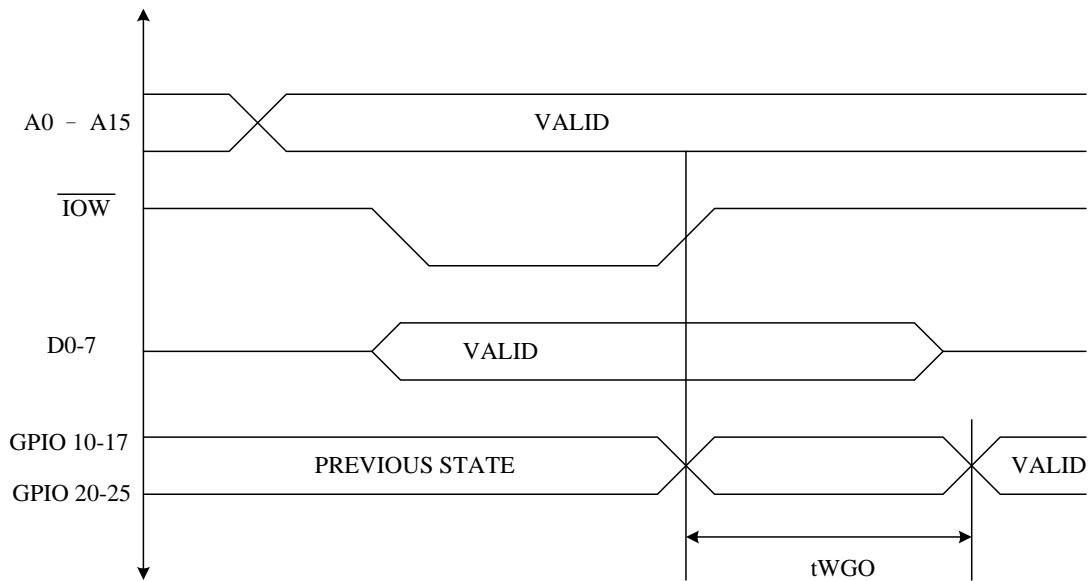 A0 - A15
VALID
IOW
D0-7
VALID
GPIO 10-17
PREVIOUS STATE
VALID
GPIO 20-25
tWGO